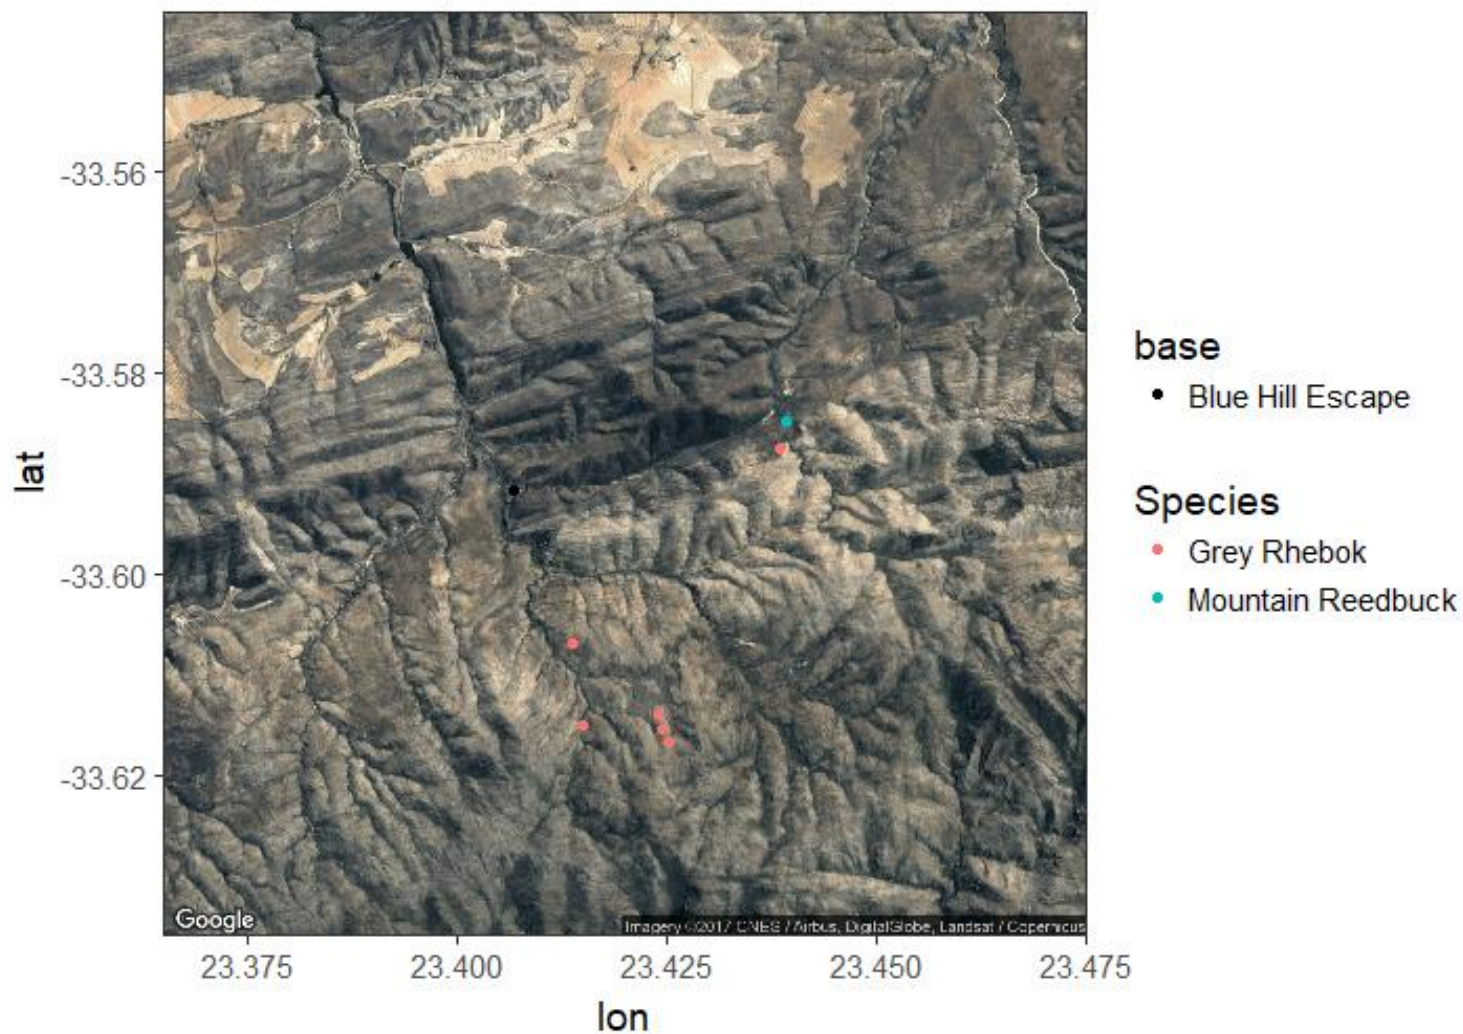 lat
-33.56
-33.58
-33.60
-33.62
Google
Imagery ©2017 CNES / Airbus, DigitalGlobe, Landsat / Copernicus
23.375
23.400
23.425
23.450
23.475
lon
base
Blue Hill Escape
Species
Grey Rhebok
Mountain Reedbuck